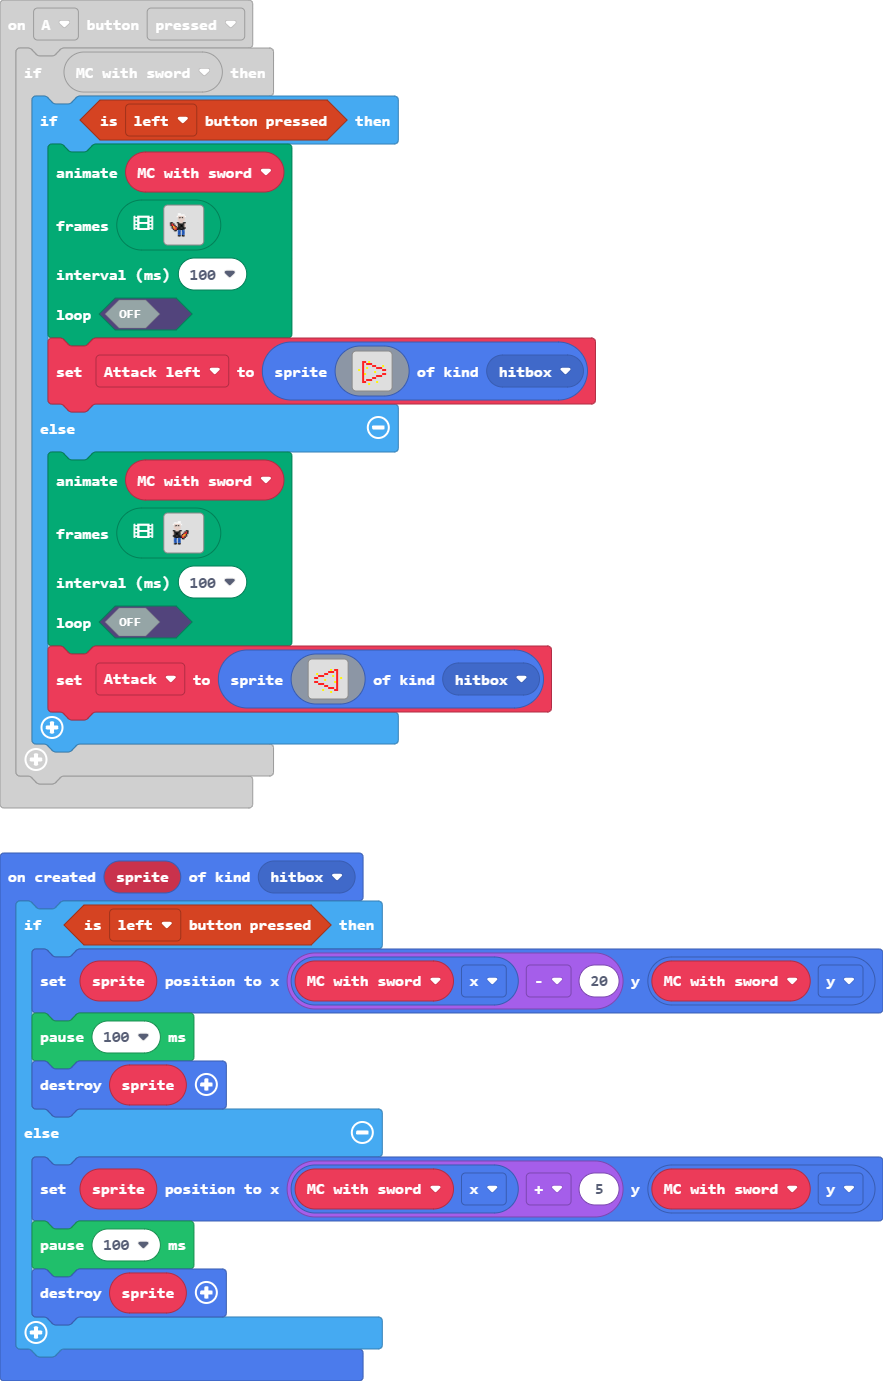 on A button pressed
if MC with sword then
if is left button pressed then
animate MC with sword
frames
interval (ms) 100
loop OFF
set Attack left to sprite of kind hitbox
else
animate MC with sword
frames
interval (ms) 100
loop OFF
set Attack to sprite of kind hitbox
on created sprite of kind hitbox
if is left button pressed then
set sprite position to x MC with sword x - 20 y MC with sword y
pause 100 ms
destroy sprite
else
set sprite position to x MC with sword x + 5 y MC with sword y
pause 100 ms
destroy sprite